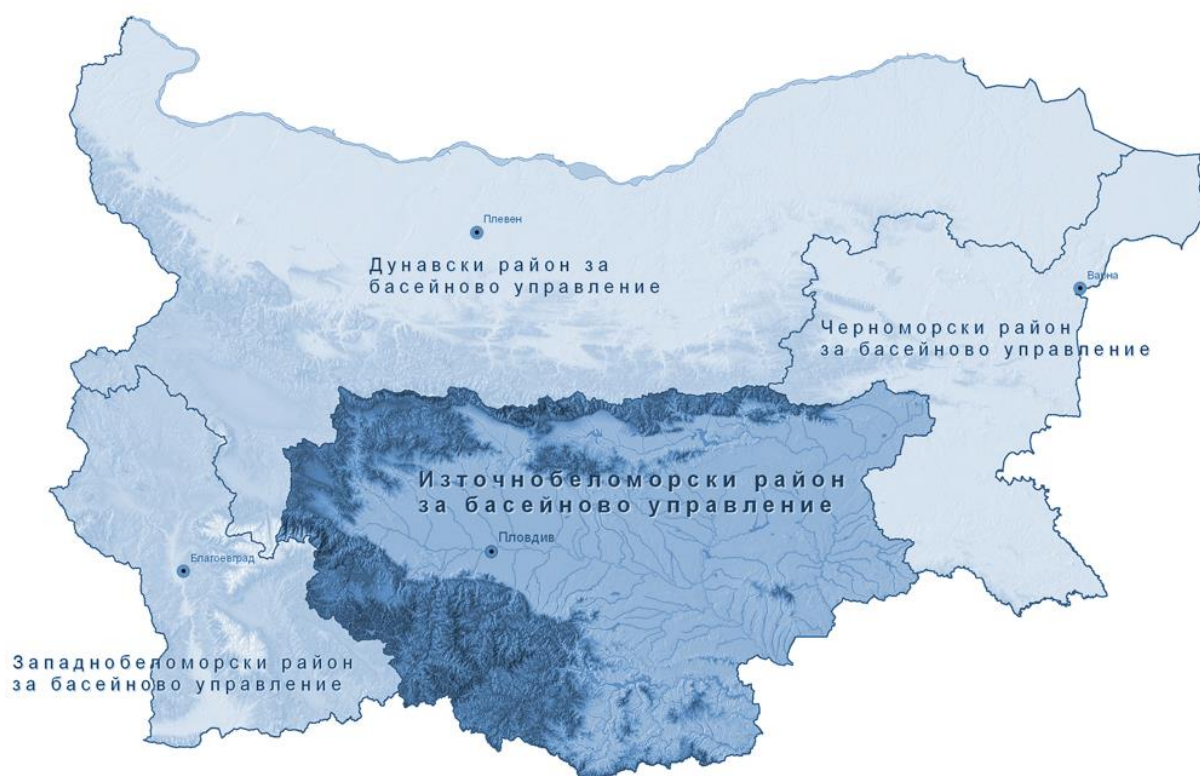 Плевен
Дунавски район за
басейново управление
Варна
Черноморски район
за басейново управление
Източнобеломорски район
за басейново управление
Пловдив
Благоевград
Западнобеломорски район
за басейново управление